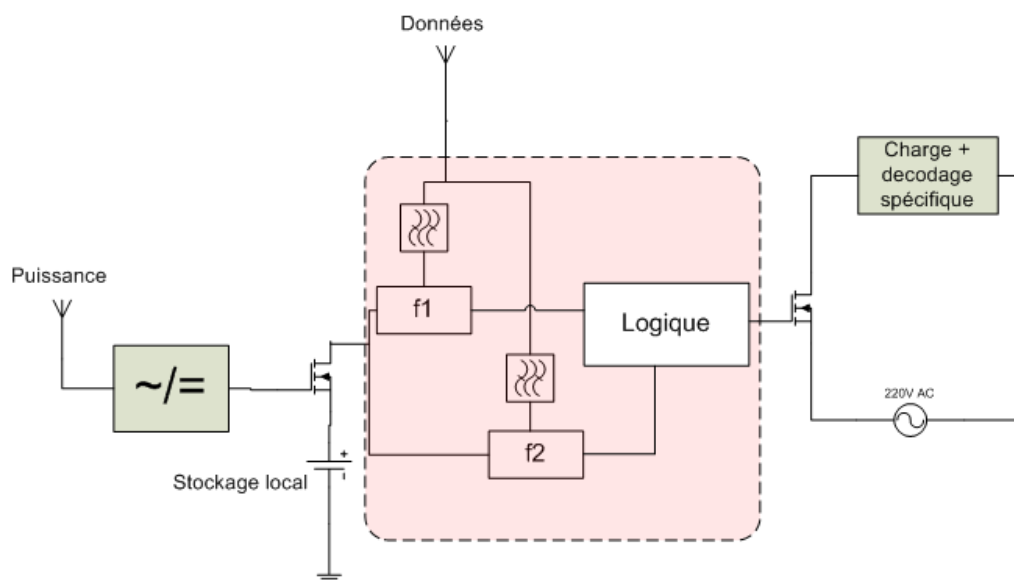 Données
Charge +
decodage
spécifique
Puissance
f1
Logique
~/=
220V AC
f2
+
-
Stockage local